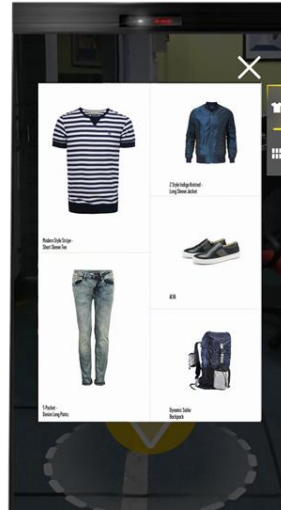 Modern Style Stripe -
Short Sleeve Tee
Z Style Indigo Knitted -
Long Sleeve Jacket
5 Pocket -
Denim Long Pants
Dynamic Sailor
Backpack